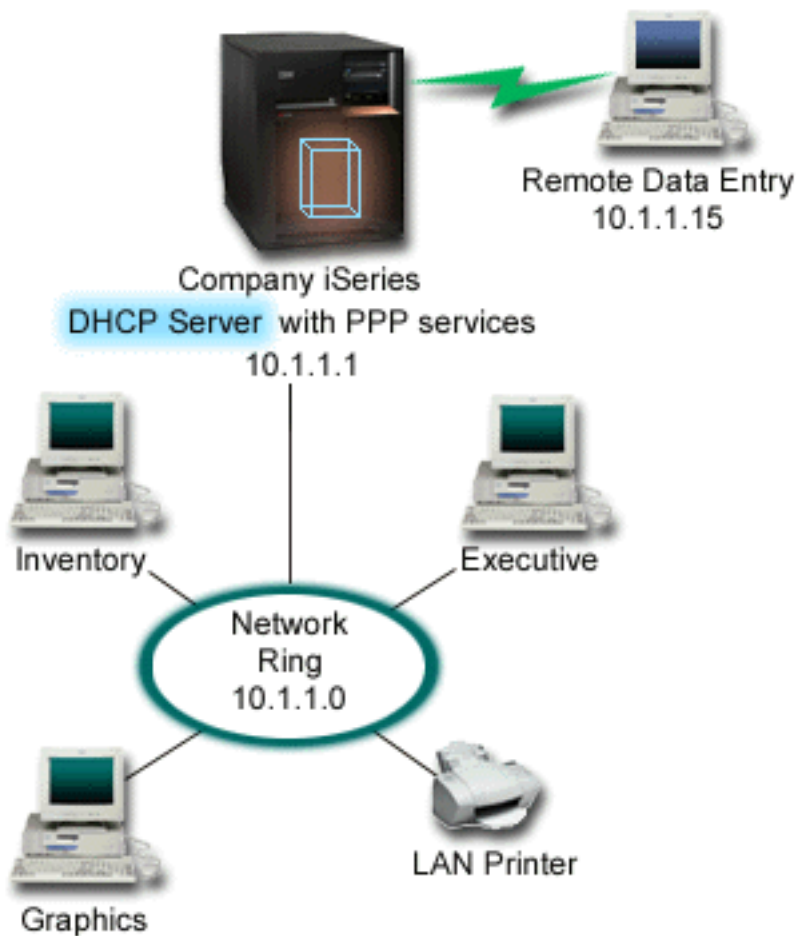 Remote Data Entry
10.1.1.15
Company iSeries
DHCP Server with PPP services
10.1.1.1
Inventory
Executive
Network
Ring
10.1.1.0
LAN Printer
Graphics